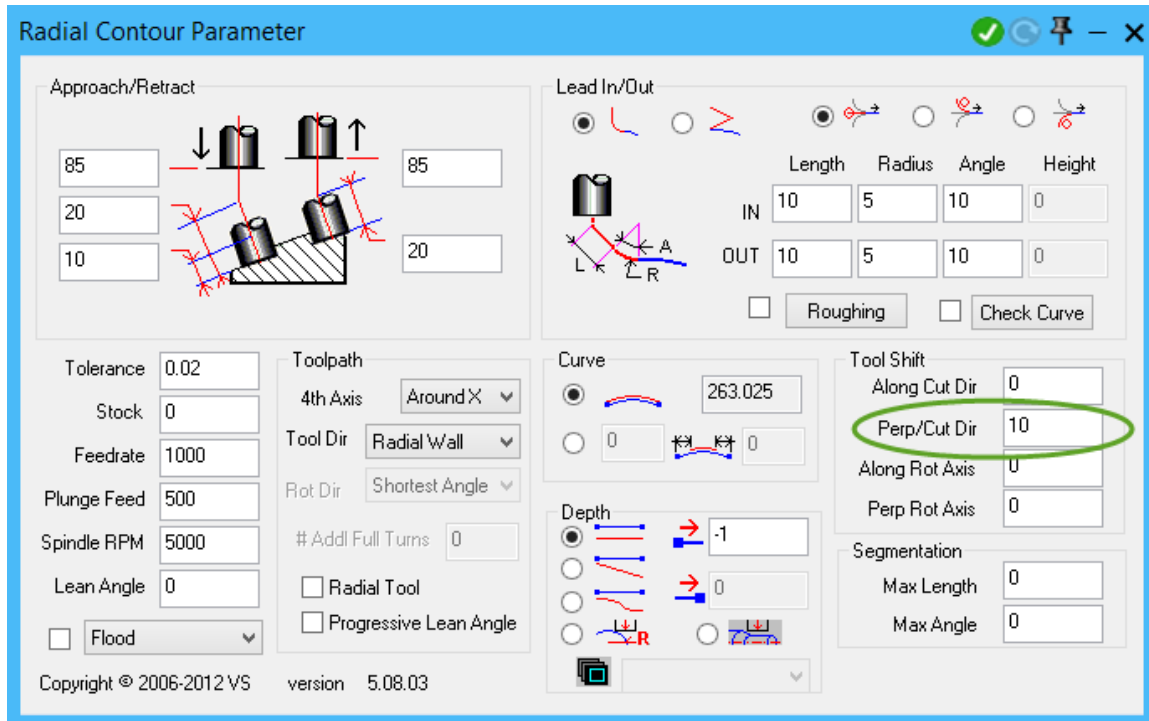 Radial Contour Parameter
Approach/Retract
85
85
20
10
20
Lead In/Out
Length Radius Angle Height
IN 10 5 10 0
OUT 10 5 10 0
L A R
Roughing Check Curve
Tolerance 0.02
Stock 0
Feedrate 1000
Plunge Feed 500
Spindle RPM 5000
Lean Angle 0
Flood
Toolpath
4th Axis Around X
Tool Dir Radial Wall
Rot Dir Shortest Angle
# Addl Full Turns 0
Radial Tool
Progressive Lean Angle
Curve
263.025
0 0
Depth
-1
0
R
Tool Shift
Along Cut Dir 0
Perp/Cut Dir 10
Along Rot Axis 0
Perp Rot Axis 0
Segmentation
Max Length 0
Max Angle 0
Copyright © 2006-2012 VS version 5.08.03